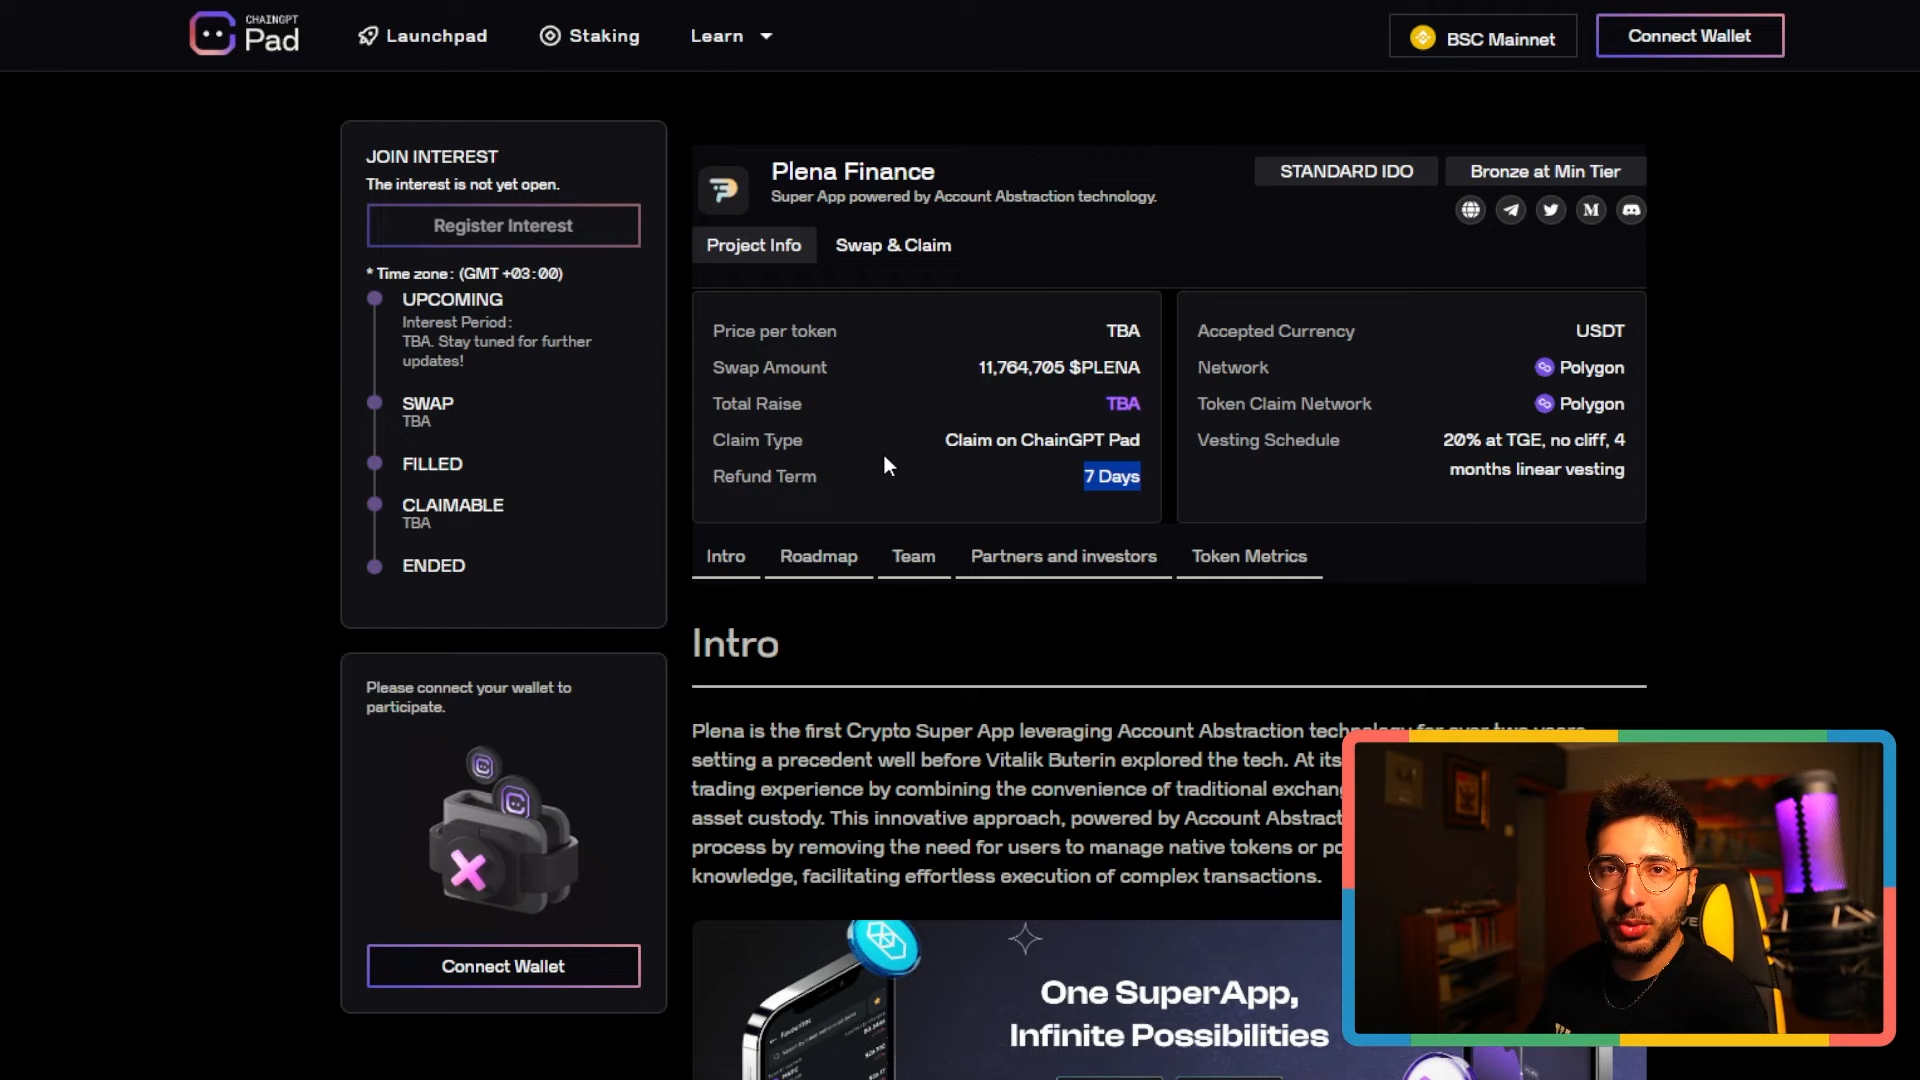 CHAINGPT
Pad
Launchpad
Staking
Learn
BSC Mainnet
Connect Wallet
JOIN INTEREST
The interest is not yet open.
Register Interest
* Time zone: (GMT +03:00)
UPCOMING
Interest Period:
TBA. Stay tuned for further
updates!
SWAP
TBA
FILLED
CLAIMABLE
TBA
ENDED
Please connect your wallet to
participate.
Connect Wallet
Plena Finance
Super App powered by Account Abstraction technology.
STANDARD IDO
Bronze at Min Tier
Project Info
Swap & Claim
Price per token TBA
Swap Amount 11,764,705 $PLENA
Total Raise TBA
Claim Type Claim on ChainGPT Pad
Refund Term 7 Days
Accepted Currency USDT
Network Polygon
Token Claim Network Polygon
Vesting Schedule 20% at TGE, no cliff, 4
months linear vesting
Intro
Roadmap
Team
Partners and investors
Token Metrics
Intro
Plena is the first Crypto Super App leveraging Account Abstraction technology for over two years,
setting a precedent well before Vitalik Buterin explored the tech. At its
trading experience by combining the convenience of traditional exchang
asset custody. This innovative approach, powered by Account Abstract
process by removing the need for users to manage native tokens or po
knowledge, facilitating effortless execution of complex transactions.
One SuperApp,
Infinite Possibilities
Favourites